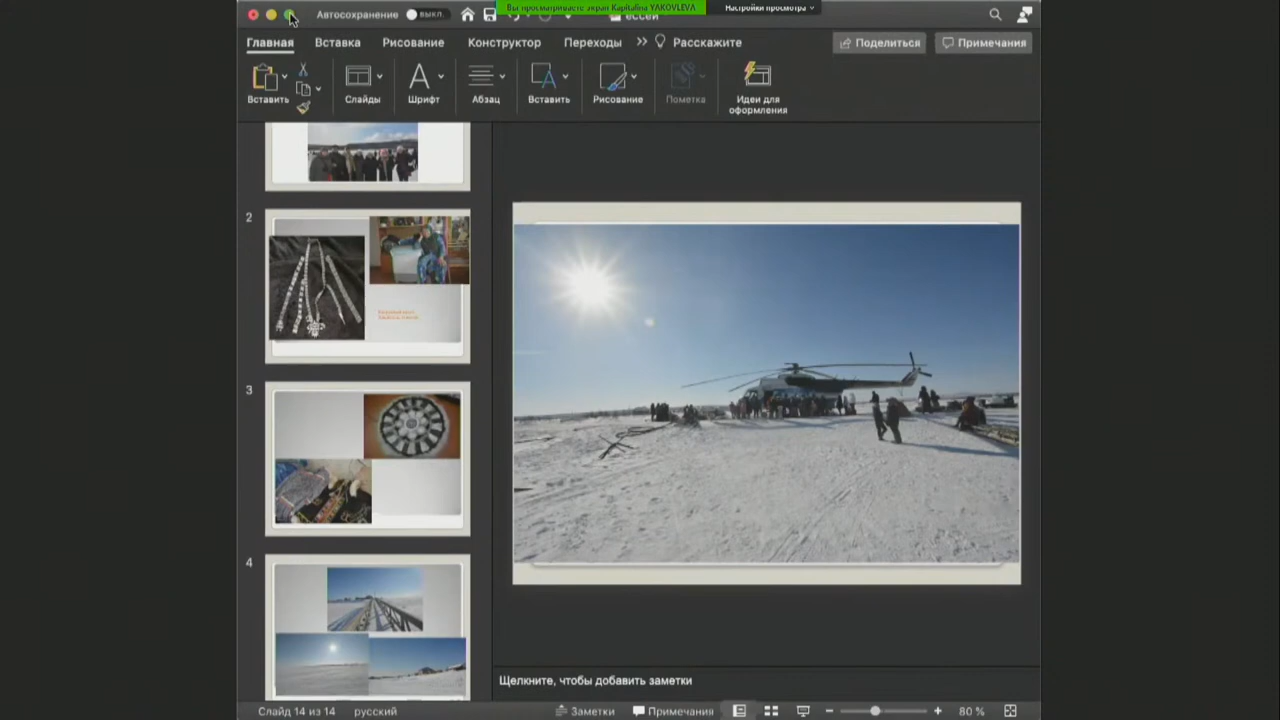 Вы просматриваете экран Kapitalina YAKOVLEVA
Настройки просмотра
Автосохранение ВЫКЛ.
ессей
Главная Вставка Рисование Конструктор Переходы >> Расскажите
Поделиться Примечания
Вставить Слайды Шрифт Абзац Вставить Рисование Пометка Идеи для оформления
2
3
4
Щелкните, чтобы добавить заметки
Слайд 14 из 14 русский Заметки Примечания 80 %